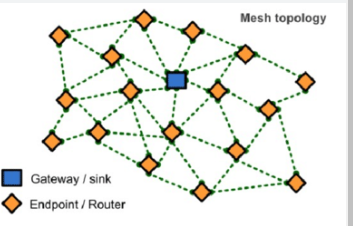 Mesh topology
Gateway / sink
Endpoint / Router